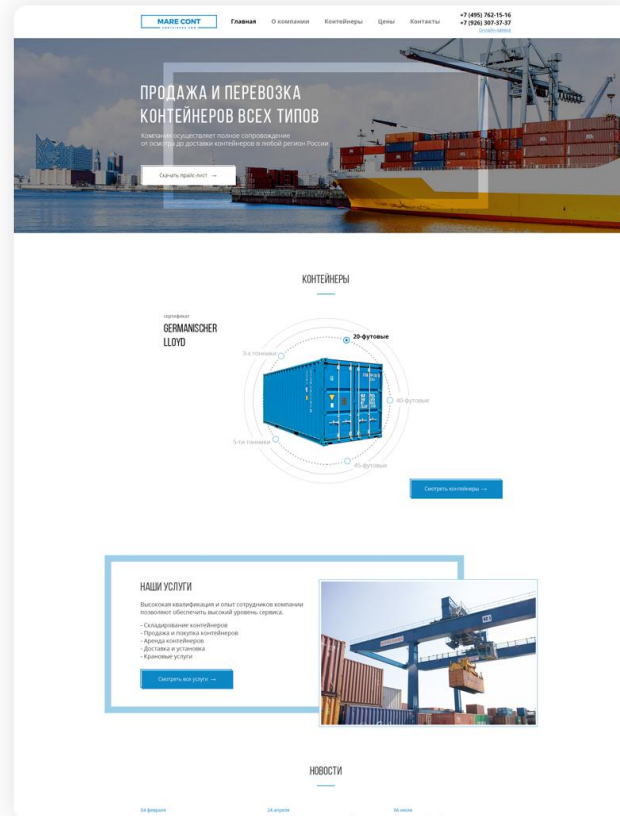 MARE CONT
Главная
О компании
Контейнеры
Цены
Контакты
+7 (495) 762-15-16
+7 (926) 307-37-37
Онлайн-заявка
ПРОДАЖА И ПЕРЕВОЗКА
КОНТЕЙНЕРОВ ВСЕХ ТИПОВ
Компания осуществляет полное сопровождение
от осмотра до доставки контейнеров в любой регион России
Скачать прайс-лист →
КОНТЕЙНЕРЫ
сертификат
GERMANISCHER
LLOYD
20-футовые
3-х тонники
40-футовые
5-ти тонники
45-футовые
Смотреть контейнеры →
НАШИ УСЛУГИ
Высококая квалификация и опыт сотрудников компании
позволяют обеспечить высокий уровень сервиса.
- Складирование контейнеров
- Продажа и покупка контейнеров
- Аренда контейнеров
- Доставка и установка
- Крановые услуги
Смотреть все услуги →
НОВОСТИ
04 февраля
24 апреля
06 июля